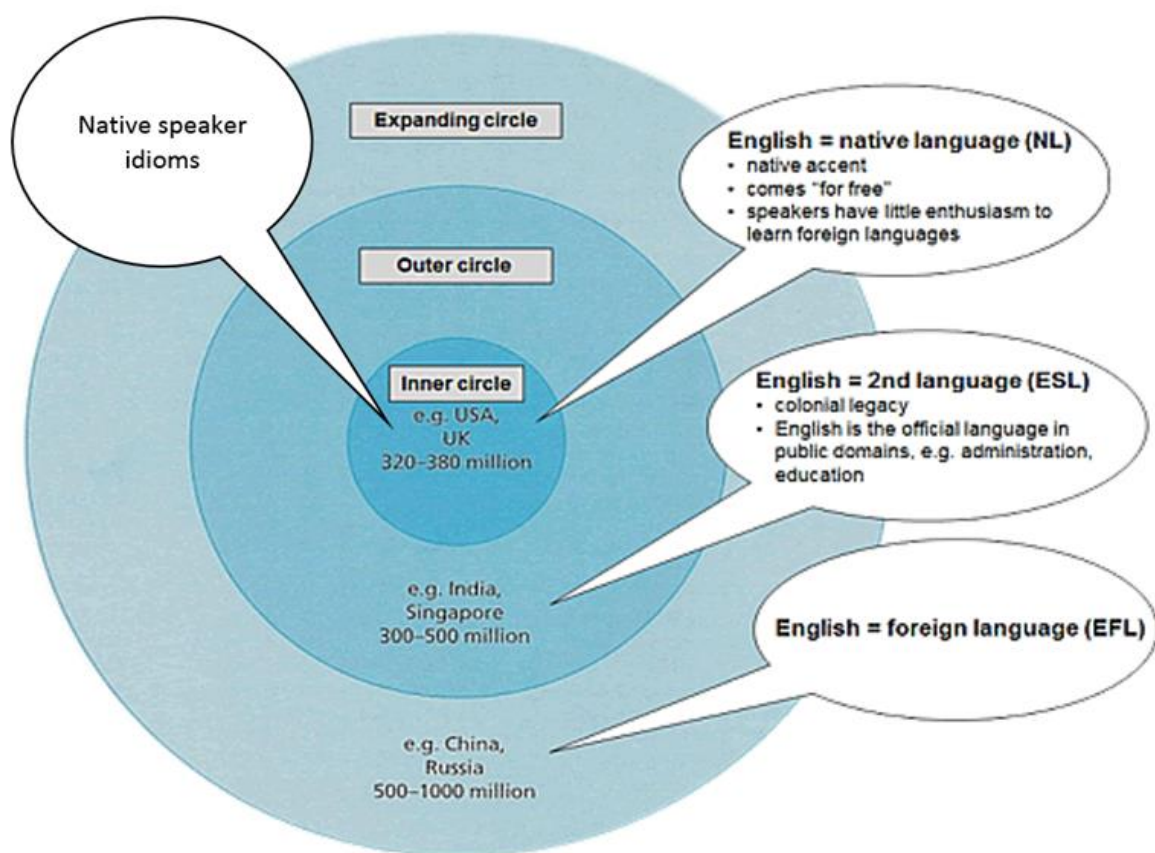 Native speaker
idioms
Expanding circle
English = native language (NL)
• native accent
• comes "for free"
• speakers have little enthusiasm to
learn foreign languages
Outer circle
Inner circle
e.g. USA,
UK
320–380 million
English = 2nd language (ESL)
• colonial legacy
• English is the official language in
public domains, e.g. administration,
education
e.g. India,
Singapore
300–500 million
English = foreign language (EFL)
e.g. China,
Russia
500–1000 million